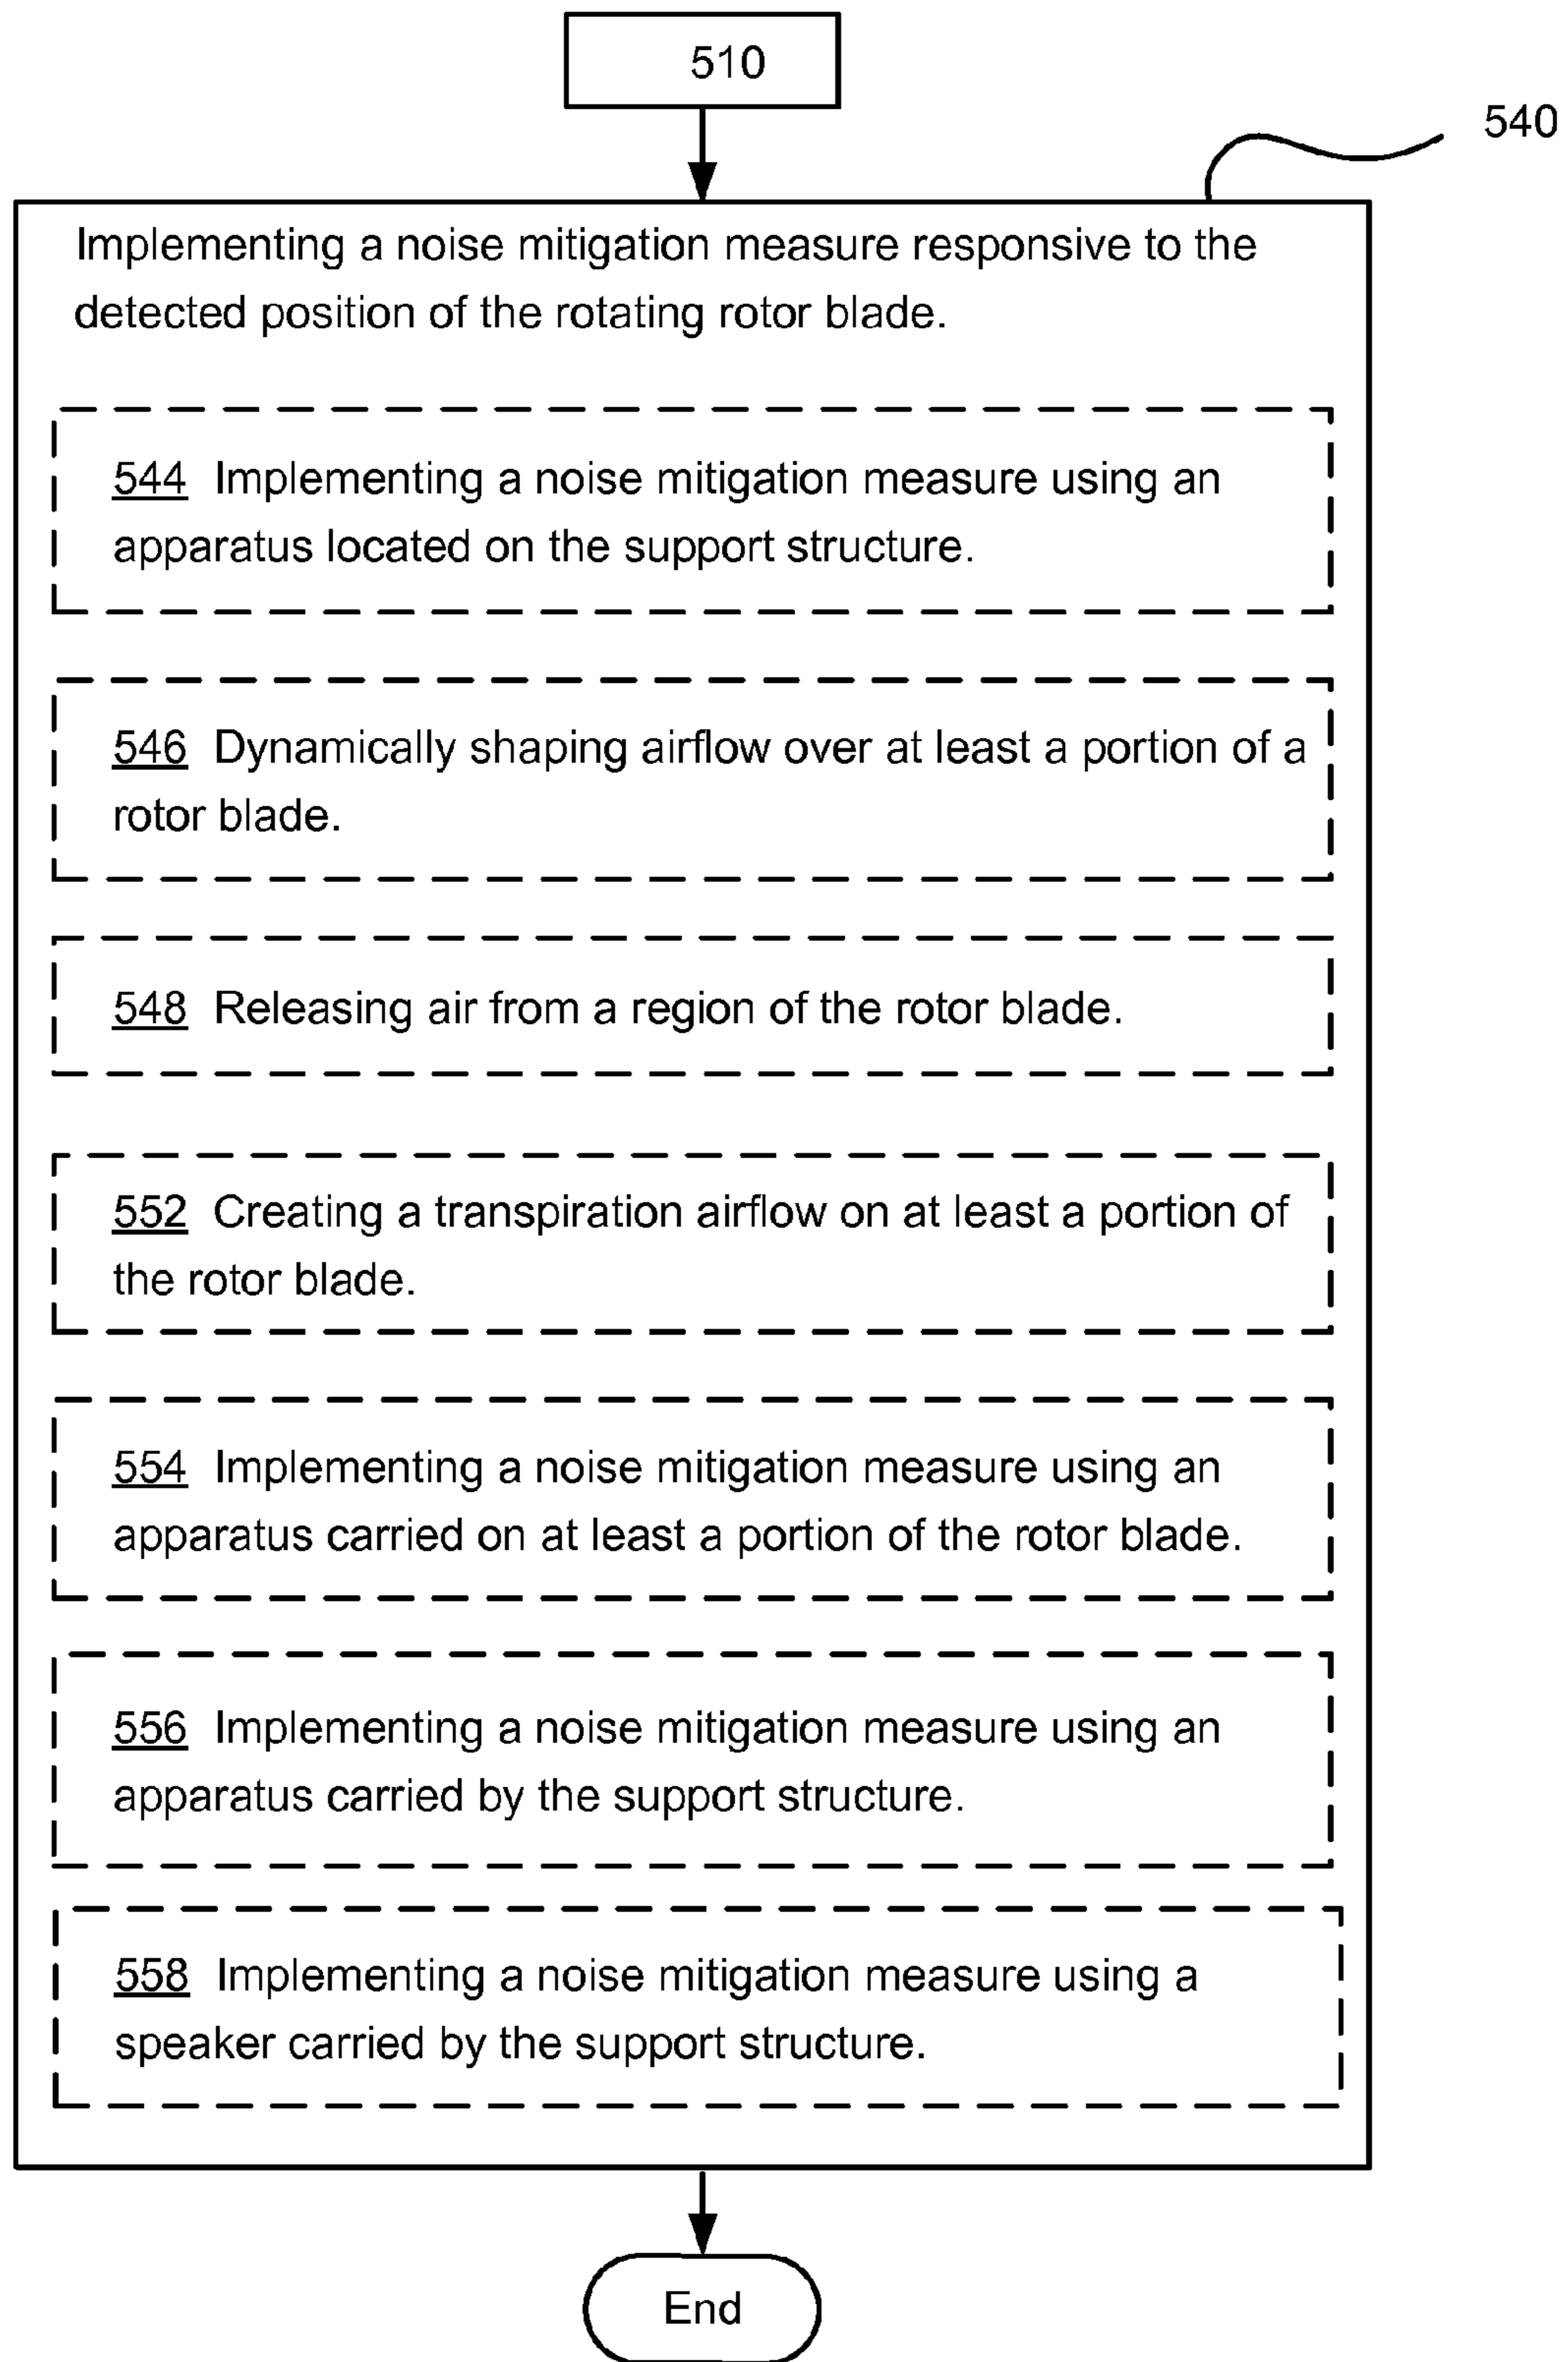 510
540
Implementing a noise mitigation measure responsive to the
detected position of the rotating rotor blade.
544 Implementing a noise mitigation measure using an
apparatus located on the support structure.
546 Dynamically shaping airflow over at least a portion of a
rotor blade.
548 Releasing air from a region of the rotor blade.
552 Creating a transpiration airflow on at least a portion of
the rotor blade.
554 Implementing a noise mitigation measure using an
apparatus carried on at least a portion of the rotor blade.
556 Implementing a noise mitigation measure using an
apparatus carried by the support structure.
558 Implementing a noise mitigation measure using a
speaker carried by the support structure.
End